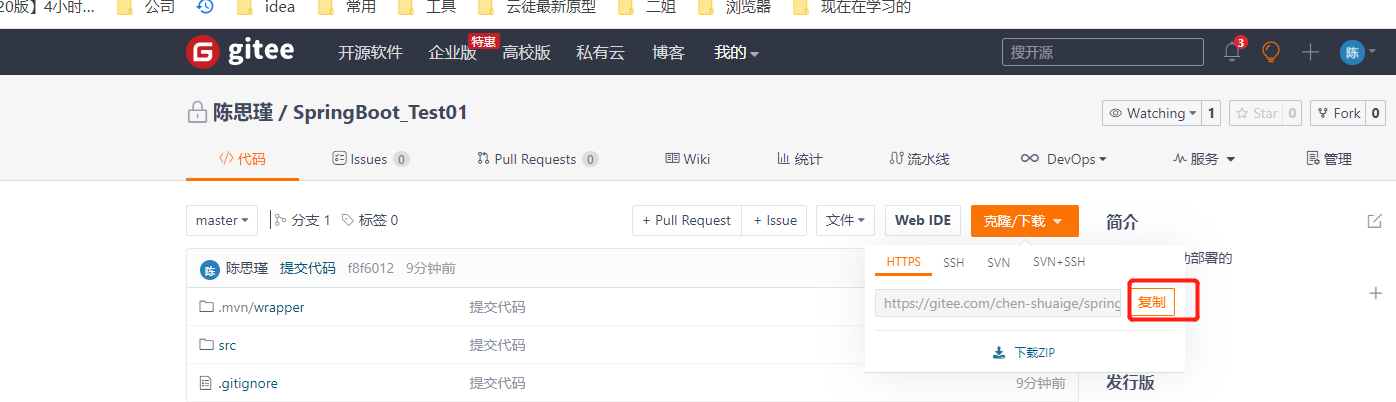 20版】4小时... 公司 idea 常用 工具 云徒最新原型 二姐 浏览器 现在在学习的
gitee 开源软件 企业版 特惠 高校版 私有云 博客 我的 搜开源 3 陈
陈思瑾 / SpringBoot_Test01 Watching 1 Star 0 Fork 0
代码 Issues 0 Pull Requests 0 Wiki 统计 流水线 DevOps 服务 管理
master 分支 1 标签 0 + Pull Request + Issue 文件 Web IDE 克隆/下载 简介
HTTPS SSH SVN SVN+SSH 动部署的
陈 陈思瑾 提交代码 f8f6012 9分钟前
https://gitee.com/chen-shuaige/spring 复制
.mvn/wrapper 提交代码
src 提交代码 下载ZIP
.gitignore 提交代码 9分钟前 发行版